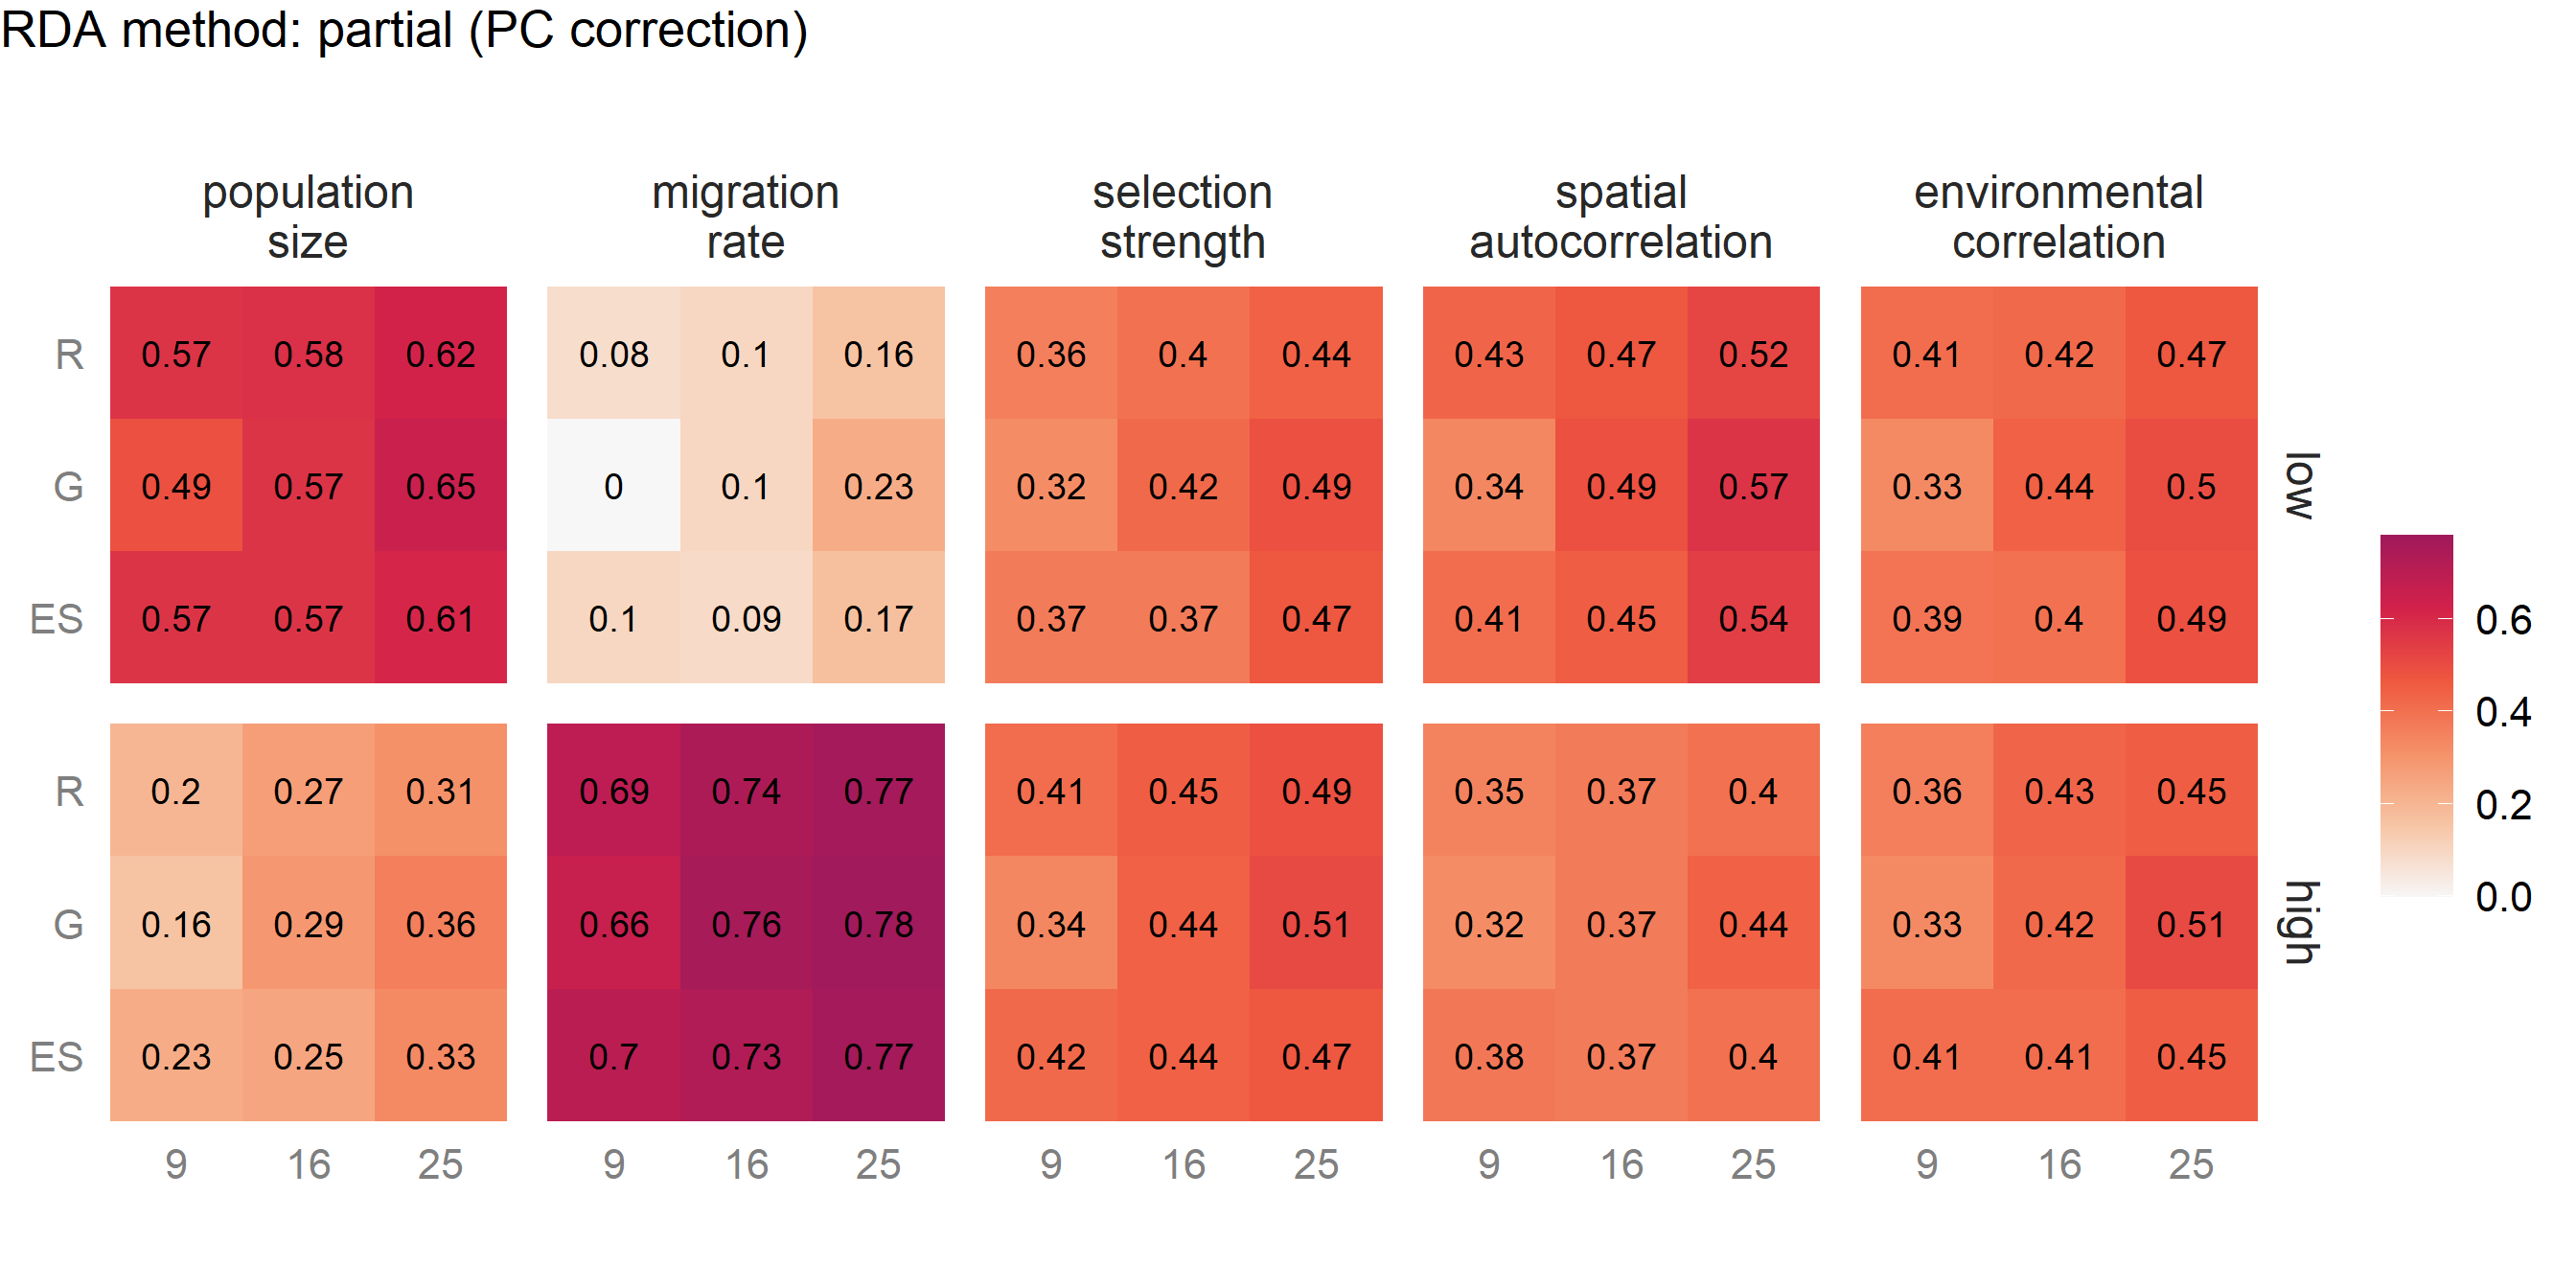 RDA method: partial (PC correction)
population
size
migration
rate
selection
strength
spatial
autocorrelation
environmental
correlation
R 0.57 0.58 0.62 0.08 0.1 0.16 0.36 0.4 0.44 0.43 0.47 0.52 0.41 0.42 0.47
G 0.49 0.57 0.65 0 0.1 0.23 0.32 0.42 0.49 0.34 0.49 0.57 0.33 0.44 0.5
ES 0.57 0.57 0.61 0.1 0.09 0.17 0.37 0.37 0.47 0.41 0.45 0.54 0.39 0.4 0.49
low
R 0.2 0.27 0.31 0.69 0.74 0.77 0.41 0.45 0.49 0.35 0.37 0.4 0.36 0.43 0.45
G 0.16 0.29 0.36 0.66 0.76 0.78 0.34 0.44 0.51 0.32 0.37 0.44 0.33 0.42 0.51
ES 0.23 0.25 0.33 0.7 0.73 0.77 0.42 0.44 0.47 0.38 0.37 0.4 0.41 0.41 0.45
high
9 16 25 9 16 25 9 16 25 9 16 25 9 16 25
0.6
0.4
0.2
0.0